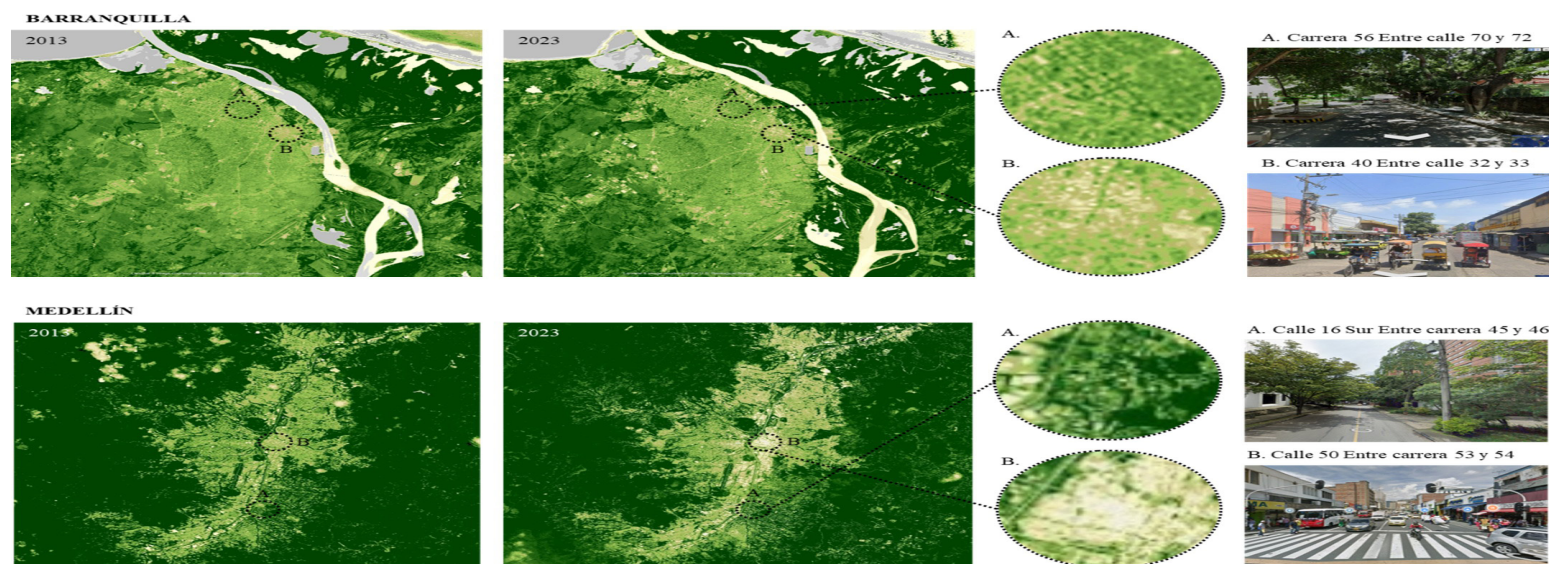 BARRANQUILLA
2013
A
B
2023
A
B
A.
B.
A. Carrera 56 Entre calle 70 y 72
B. Carrera 40 Entre calle 32 y 33
MEDELLÍN
2013
B
A
2023
B
A
A.
B.
A. Calle 16 Sur Entre carrera 45 y 46
B. Calle 50 Entre carrera 53 y 54